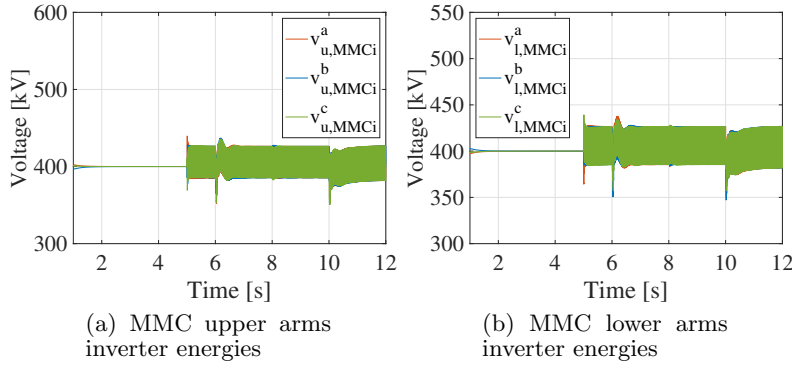 600
500
400
300
Voltage [kV]
v^a_u,MMCi
v^b_u,MMCi
v^c_u,MMCi
2 4 6 8 10 12
Time [s]
(a) MMC upper arms
inverter energies
550
500
450
400
350
300
Voltage [kV]
v^a_l,MMCi
v^b_l,MMCi
v^c_l,MMCi
2 4 6 8 10 12
Time [s]
(b) MMC lower arms
inverter energies